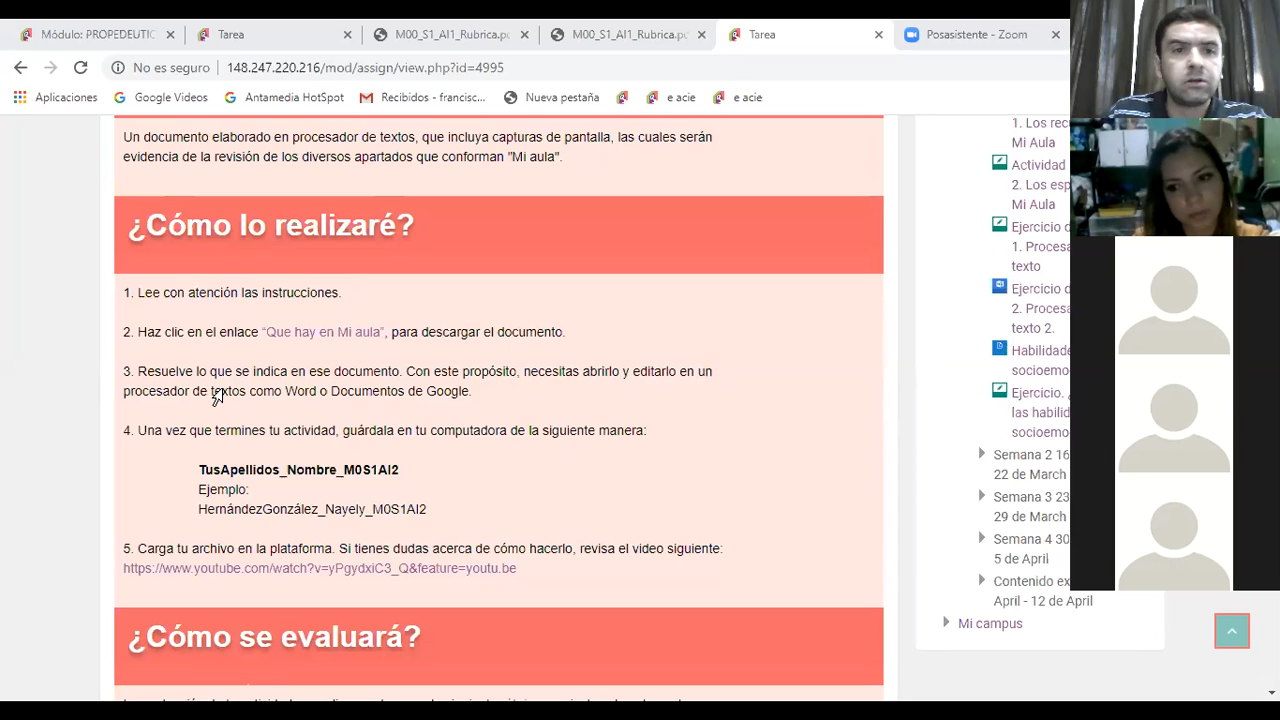 Módulo: PROPEDEUTIC
Tarea
M00_S1_AI1_Rubrica.pc
M00_S1_AI1_Rubrica.pc
Tarea
Posasistente - Zoom
No es seguro
148.247.220.216/mod/assign/view.php?id=4995
Aplicaciones
Google Videos
Antamedia HotSpot
Recibidos - francisc...
Nueva pestaña
e acie
e acie
Un documento elaborado en procesador de textos, que incluya capturas de pantalla, las cuales serán
evidencia de la revisión de los diversos apartados que conforman "Mi aula".
¿Cómo lo realizaré?
1. Lee con atención las instrucciones.
2. Haz clic en el enlace “Que hay en Mi aula”, para descargar el documento.
3. Resuelve lo que se indica en ese documento. Con este propósito, necesitas abrirlo y editarlo en un
procesador de textos como Word o Documentos de Google.
4. Una vez que termines tu actividad, guárdala en tu computadora de la siguiente manera:
TusApellidos_Nombre_M0S1AI2
Ejemplo:
HernándezGonzález_Nayely_M0S1AI2
5. Carga tu archivo en la plataforma. Si tienes dudas acerca de cómo hacerlo, revisa el video siguiente:
https://www.youtube.com/watch?v=yPgydxiC3_Q&feature=youtu.be
¿Cómo se evaluará?
1. Los rec
Mi Aula
Actividad
2. Los esp
Mi Aula
Ejercicio d
1. Procesa
texto
Ejercicio d
2. Procesa
texto 2.
Habilidade
socioemo
Ejercicio. ¿
las habilid
socioemo
Semana 2 16
22 de March
Semana 3 23
29 de March
Semana 4 30
5 de April
Contenido ex
April - 12 de April
Mi campus